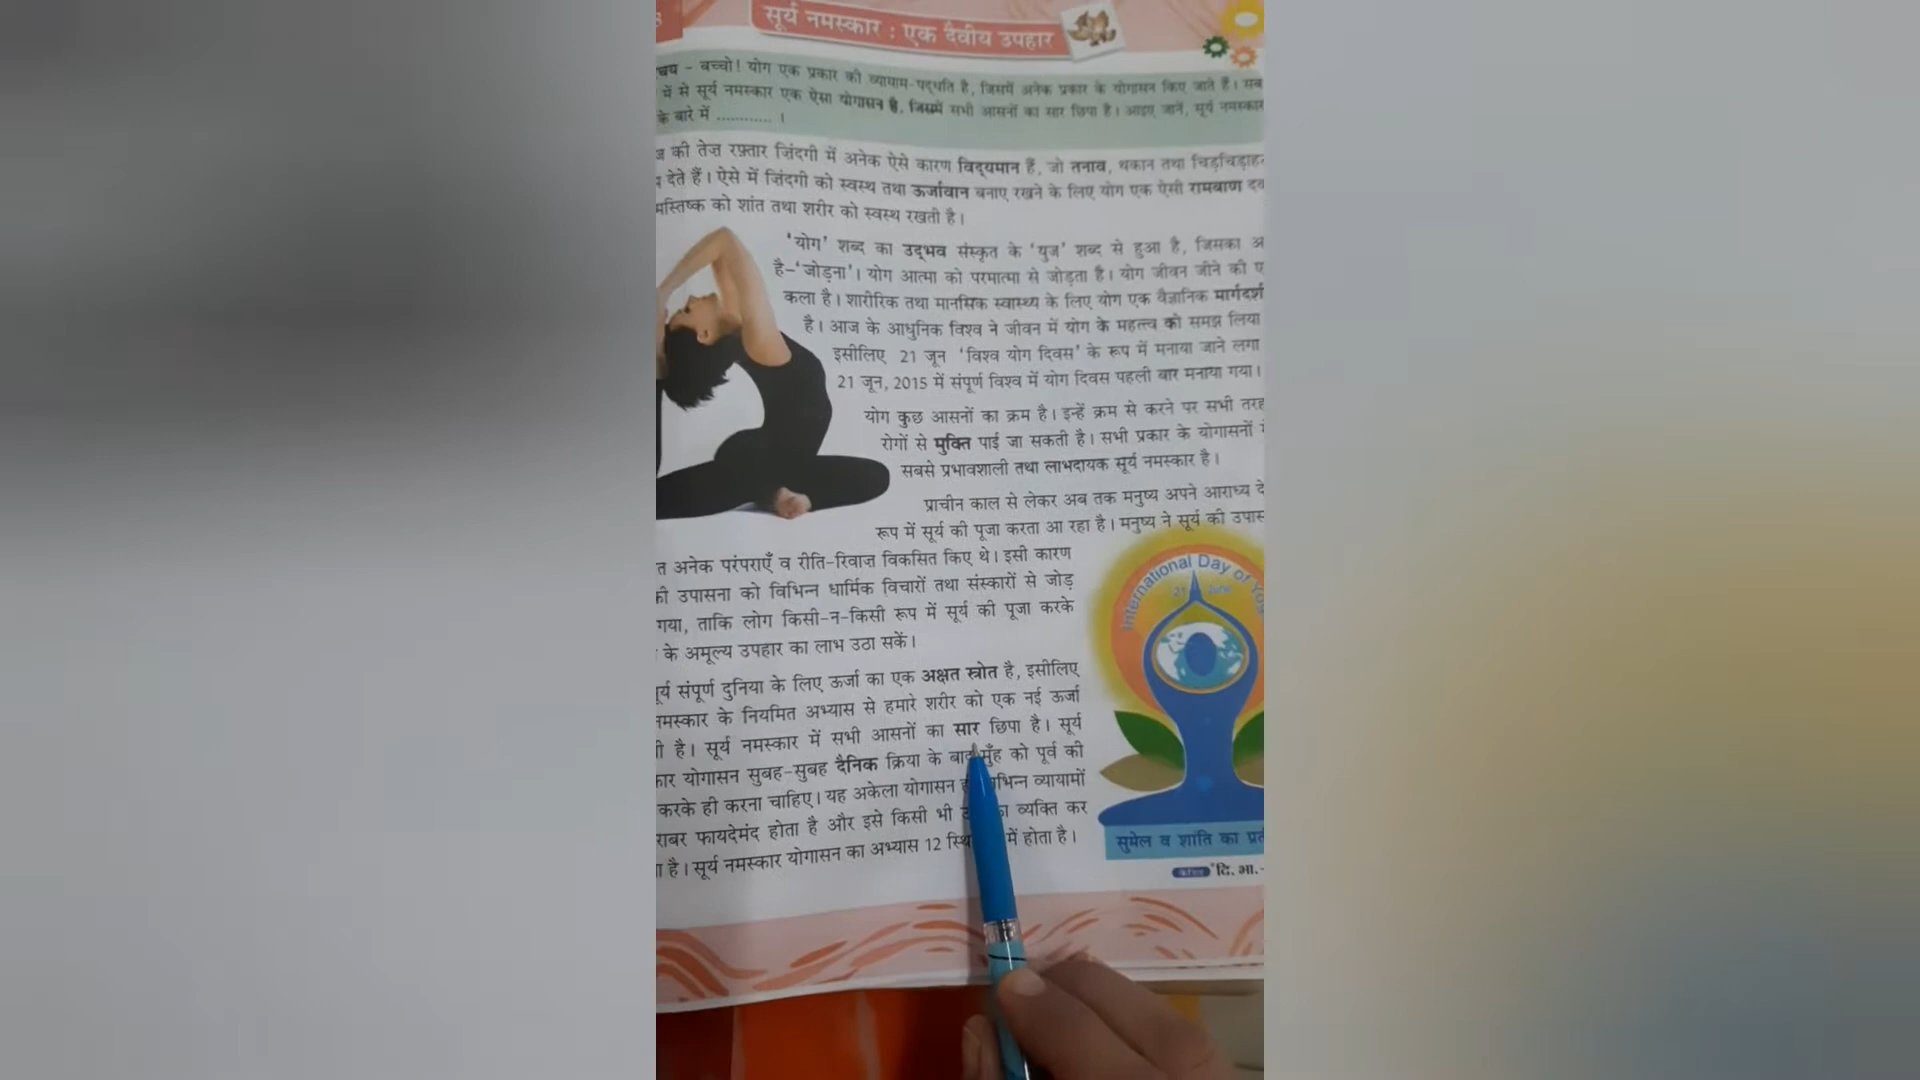 सूर्य नमस्कार : एक दैवीय उपहार
चय - बच्चो! योग एक प्रकार की व्यायाम-पद्धति है, जिसमें अनेक प्रकार के योगासन किए जाते हैं। सब
में से सूर्य नमस्कार एक ऐसा योगासन है, जिसमें सभी आसनों का सार छिपा है। आइए जानें, सूर्य नमस्कार
के बारे में ............ ।
ज की तेज़ रफ़्तार ज़िंदगी में अनेक ऐसे कारण विद्यमान हैं, जो तनाव, थकान तथा चिड़चिड़ाहट
देते हैं। ऐसे में ज़िंदगी को स्वस्थ तथा ऊर्जावान बनाए रखने के लिए योग एक ऐसी रामबाण दव
मस्तिष्क को शांत तथा शरीर को स्वस्थ रखती है।
'योग' शब्द का उद्भव संस्कृत के 'युज' शब्द से हुआ है, जिसका अ
है-'जोड़ना'। योग आत्मा को परमात्मा से जोड़ता है। योग जीवन जीने की ए
कला है। शारीरिक तथा मानसिक स्वास्थ्य के लिए योग एक वैज्ञानिक मार्गदर्श
है। आज के आधुनिक विश्व ने जीवन में योग के महत्त्व को समझ लिया
इसीलिए 21 जून 'विश्व योग दिवस' के रूप में मनाया जाने लगा
21 जून, 2015 में संपूर्ण विश्व में योग दिवस पहली बार मनाया गया।
योग कुछ आसनों का क्रम है। इन्हें क्रम से करने पर सभी तरह
रोगों से मुक्ति पाई जा सकती है। सभी प्रकार के योगासनों में
सबसे प्रभावशाली तथा लाभदायक सूर्य नमस्कार है।
प्राचीन काल से लेकर अब तक मनुष्य अपने आराध्य दे
रूप में सूर्य की पूजा करता आ रहा है। मनुष्य ने सूर्य की उपास
त अनेक परंपराएँ व रीति-रिवाज़ विकसित किए थे। इसी कारण
की उपासना को विभिन्न धार्मिक विचारों तथा संस्कारों से जोड़
गया, ताकि लोग किसी-न-किसी रूप में सूर्य की पूजा करके
के अमूल्य उपहार का लाभ उठा सकें।
र्य संपूर्ण दुनिया के लिए ऊर्जा का एक अक्षत स्त्रोत है, इसीलिए
नमस्कार के नियमित अभ्यास से हमारे शरीर को एक नई ऊर्जा
ी है। सूर्य नमस्कार में सभी आसनों का सार छिपा है। सूर्य
कार योगासन सुबह-सुबह दैनिक क्रिया के बाद मुँह को पूर्व की
करके ही करना चाहिए। यह अकेला योगासन व्यायामों
राबर फायदेमंद होता है और इसे किसी भी व्यक्ति कर
ा है। सूर्य नमस्कार योगासन का अभ्यास 12 में होता है।
International Day of Yoga
21 June
सुमेल व शांति का प्र
दि. भा.